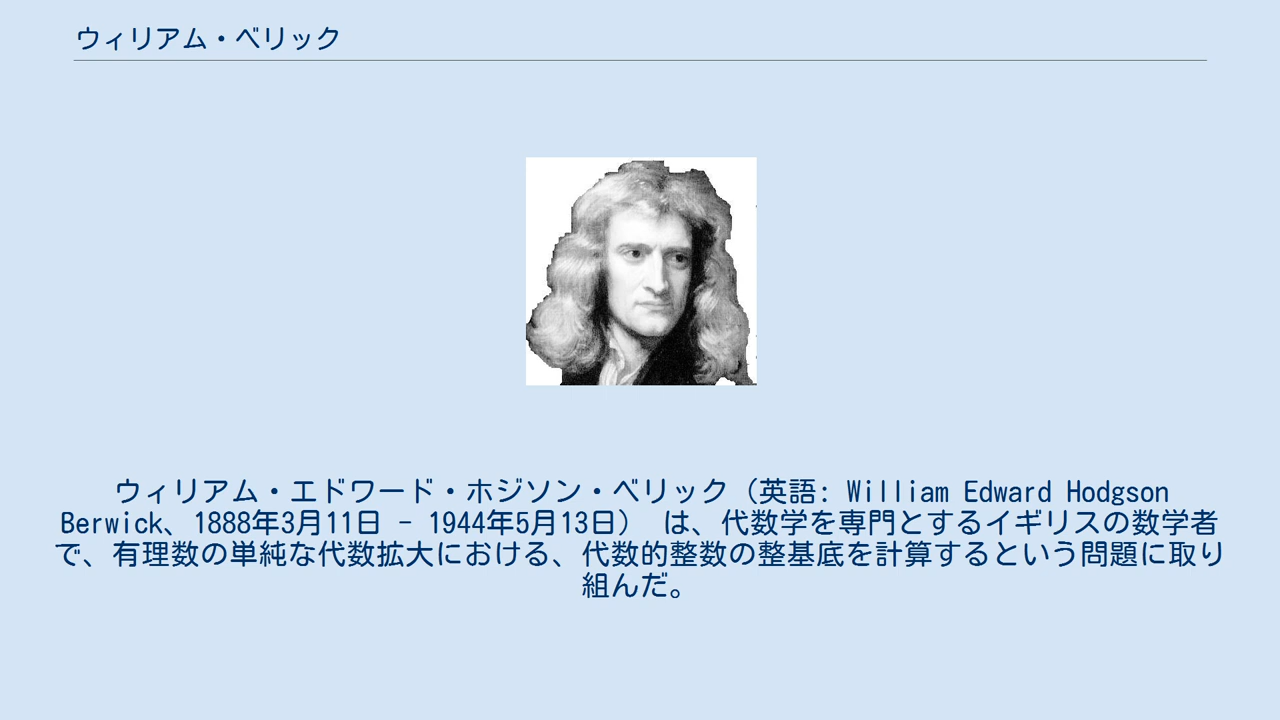 ウィリアム・ベリック
ウィリアム・エドワード・ホジソン・ベリック（英語: William Edward Hodgson
Berwick、1888年3月11日 - 1944年5月13日） は、代数学を専門とするイギリスの数学者
で、有理数の単純な代数拡大における、代数的整数の整基底を計算するという問題に取り
組んだ。